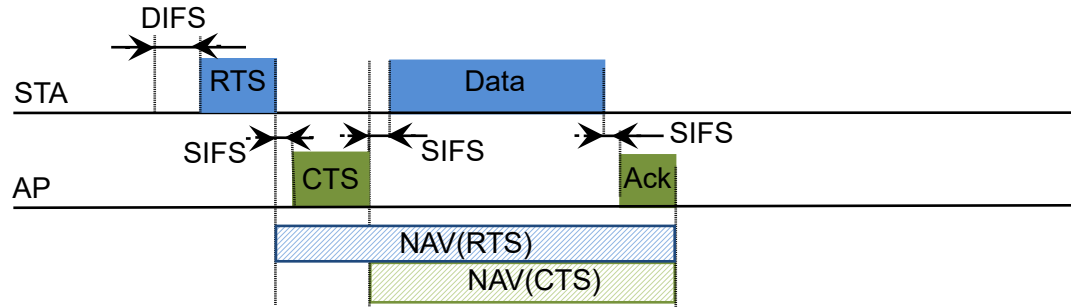 DIFS
RTS
Data
STA
SIFS
SIFS
SIFS
CTS
Ack
AP
NAV(RTS)
NAV(CTS)